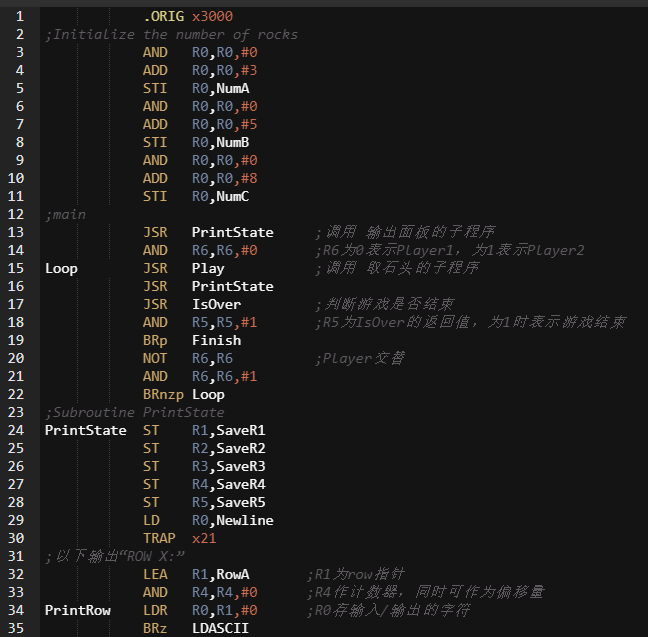 1 .ORIG x3000
2 ;Initialize the number of rocks
3 AND R0,R0,#0
4 ADD R0,R0,#3
5 STI R0,NumA
6 AND R0,R0,#0
7 ADD R0,R0,#5
8 STI R0,NumB
9 AND R0,R0,#0
10 ADD R0,R0,#8
11 STI R0,NumC
12 ;main
13 JSR PrintState ;调用 输出面板的子程序
14 AND R6,R6,#0 ;R6为0表示Player1，为1表示Player2
15 Loop JSR Play ;调用 取石头的子程序
16 JSR PrintState
17 JSR IsOver ;判断游戏是否结束
18 AND R5,R5,#1 ;R5为IsOver的返回值，为1时表示游戏结束
19 BRp Finish
20 NOT R6,R6 ;Player交替
21 AND R6,R6,#1
22 BRnzp Loop
23 ;Subroutine PrintState
24 PrintState ST R1,SaveR1
25 ST R2,SaveR2
26 ST R3,SaveR3
27 ST R4,SaveR4
28 ST R5,SaveR5
29 LD R0,Newline
30 TRAP x21
31 ;以下输出“ROW X:”
32 LEA R1,RowA ;R1为row指针
33 AND R4,R4,#0 ;R4作计数器，同时可作为偏移量
34 PrintRow LDR R0,R1,#0 ;R0存输入/输出的字符
35 BRz LDASCII